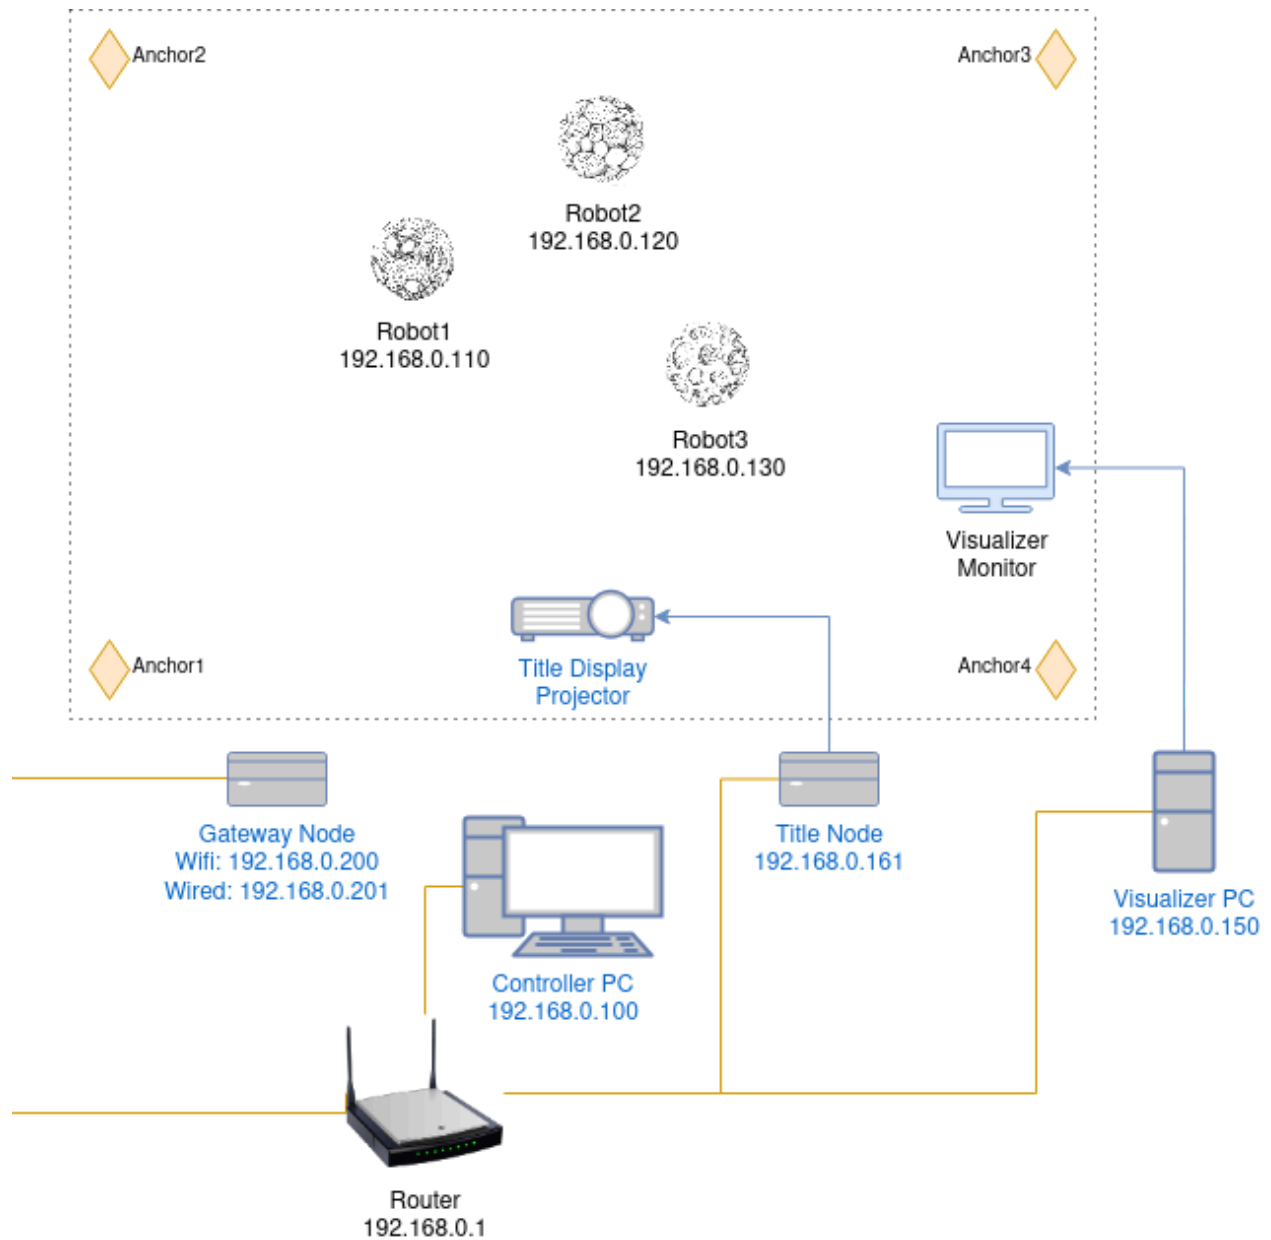 Anchor2
Anchor3
Robot2
192.168.0.120
Robot1
192.168.0.110
Robot3
192.168.0.130
Visualizer
Monitor
Title Display
Projector
Anchor1
Anchor4
Gateway Node
Wifi: 192.168.0.200
Wired: 192.168.0.201
Title Node
192.168.0.161
Visualizer PC
192.168.0.150
Controller PC
192.168.0.100
Router
192.168.0.1